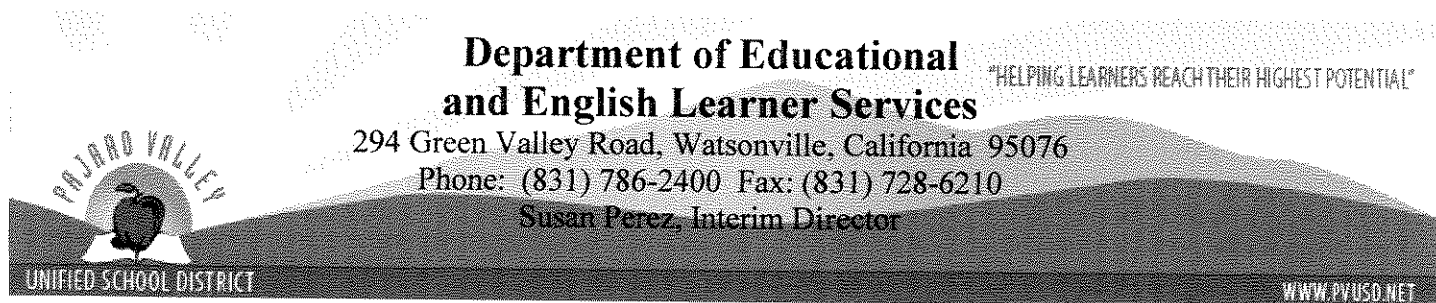 Department of Educational
and English Learner Services
"HELPING LEARNERS REACH THEIR HIGHEST POTENTIAL"
294 Green Valley Road, Watsonville, California 95076
Phone: (831) 786-2400 Fax: (831) 728-6210
Susan Perez, Interim Director
PAJARO VALLEY
UNIFIED SCHOOL DISTRICT
WWW.PVUSD.NET